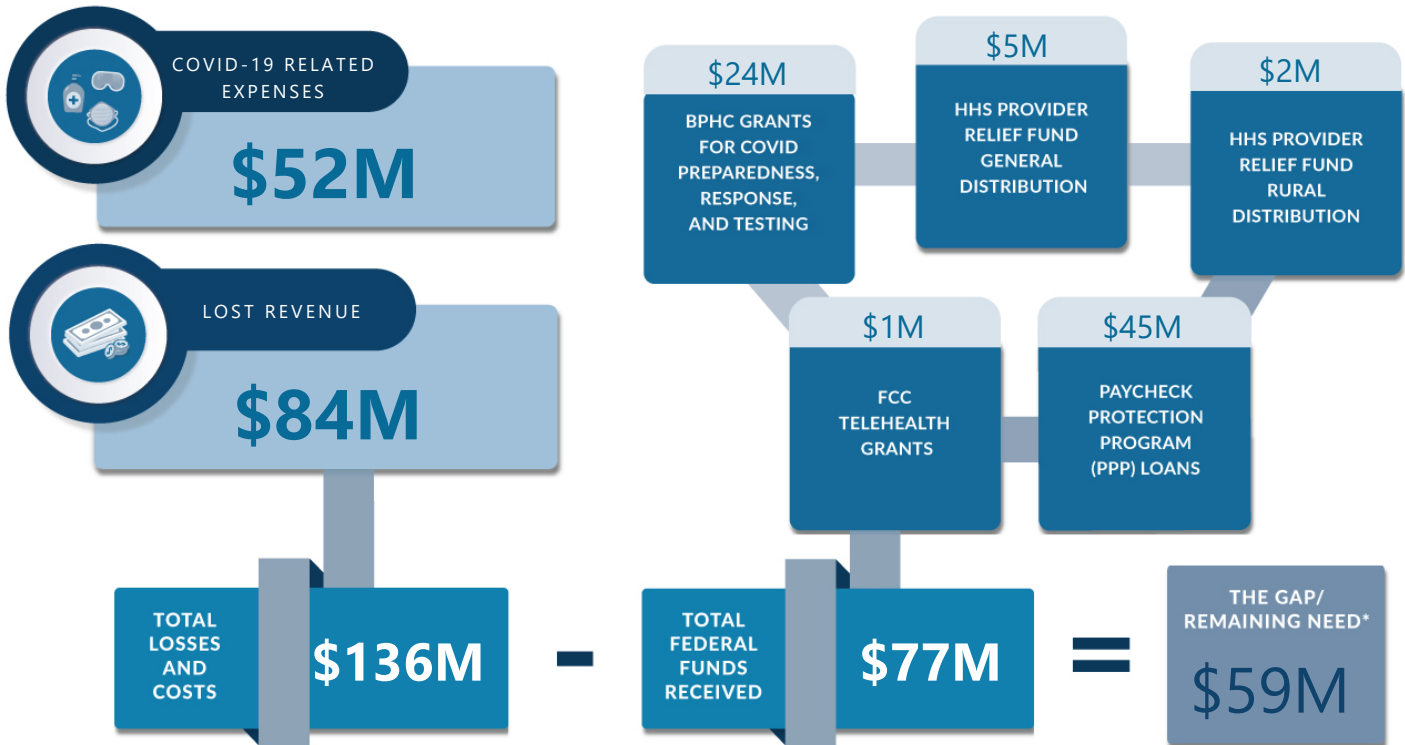 COVID-19 RELATED
EXPENSES
$52M
LOST REVENUE
$84M
$24M
BPHC GRANTS
FOR COVID
PREPAREDNESS,
RESPONSE,
AND TESTING
$5M
HHS PROVIDER
RELIEF FUND
GENERAL
DISTRIBUTION
$2M
HHS PROVIDER
RELIEF FUND
RURAL
DISTRIBUTION
$1M
FCC
TELEHEALTH
GRANTS
$45M
PAYCHECK
PROTECTION
PROGRAM
(PPP) LOANS
TOTAL
LOSSES
AND
COSTS
$136M
-
TOTAL
FEDERAL
FUNDS
RECEIVED
$77M
=
THE GAP/
REMAINING NEED*
$59M